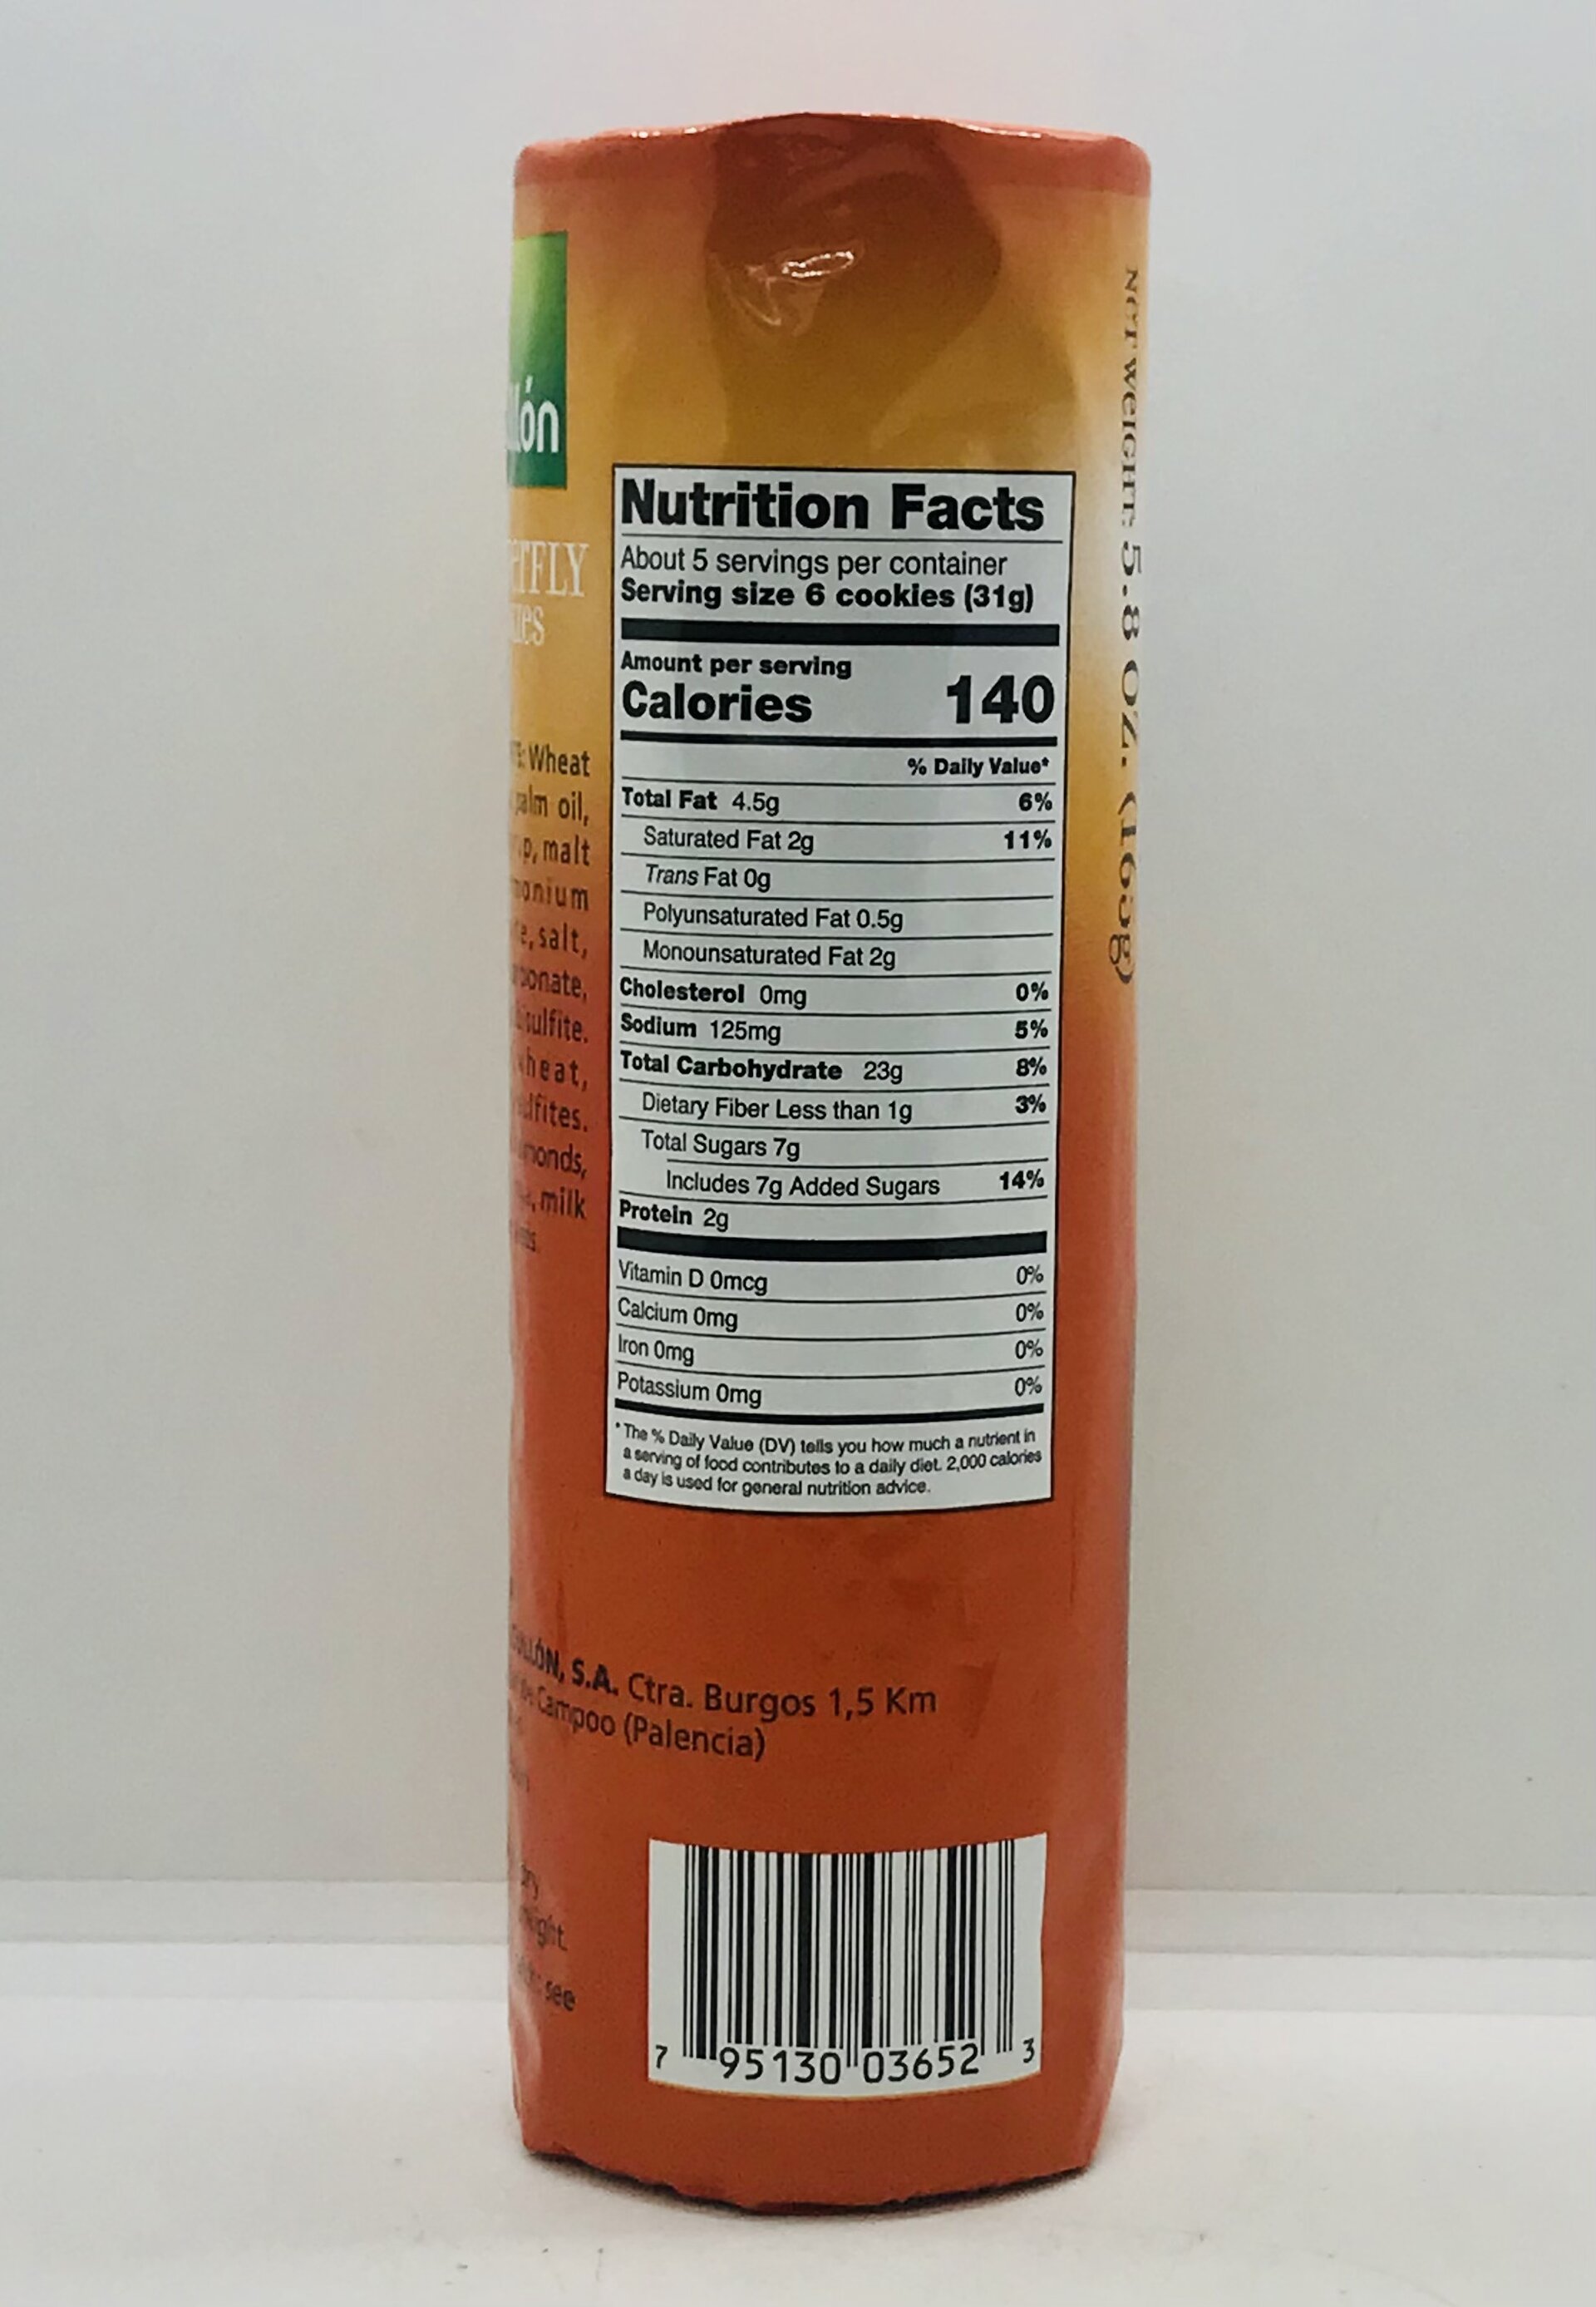 Nutrition Facts
About 5 servings per container
Serving size 6 cookies (31g)
Amount per serving
Calories 140
% Daily Value*
Total Fat 4.5g 6%
Saturated Fat 2g 11%
Trans Fat 0g
Polyunsaturated Fat 0.5g
Monounsaturated Fat 2g
Cholesterol 0mg 0%
Sodium 125mg 5%
Total Carbohydrate 23g 8%
Dietary Fiber Less than 1g 3%
Total Sugars 7g
Includes 7g Added Sugars 14%
Protein 2g
Vitamin D 0mcg 0%
Calcium 0mg 0%
Iron 0mg 0%
Potassium 0mg 0%
*The % Daily Value (DV) tells you how much a nutrient in
a serving of food contributes to a daily diet. 2,000 calories
a day is used for general nutrition advice.
Wheat
palm oil,
malt
salt,
milk
S.A. Ctra. Burgos 1,5 Km
de Campoo (Palencia)
see
7 95130 03652 3
WEIGHT: 5.8 OZ. (165g)